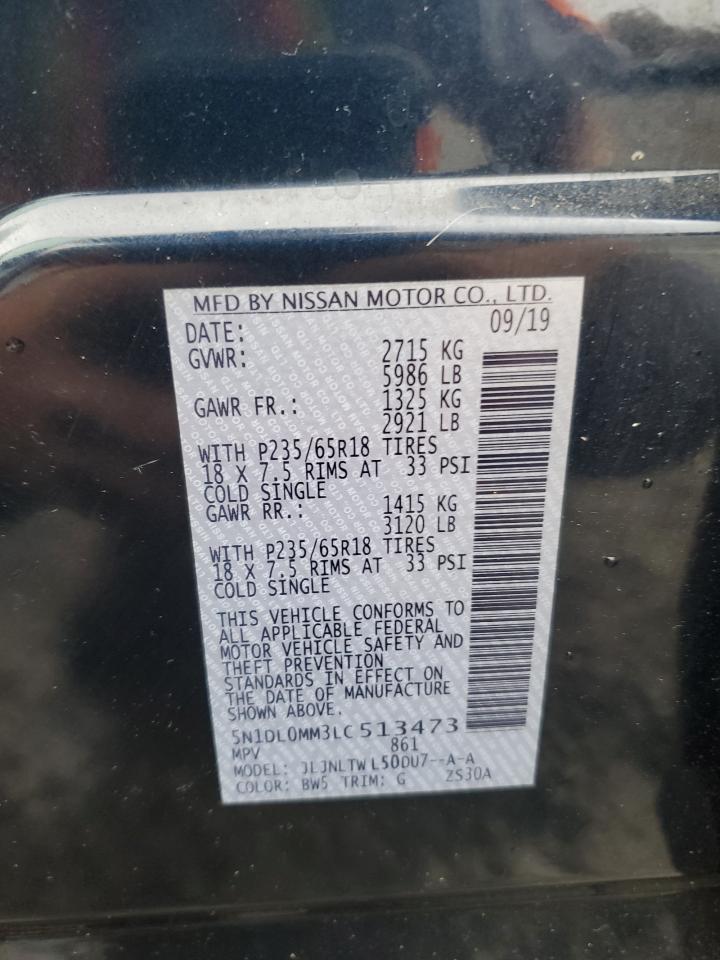 MFD BY NISSAN MOTOR CO., LTD.
DATE: 09/19
GVWR: 2715 KG
5986 LB
GAWR FR.: 1325 KG
2921 LB
WITH P235/65R18 TIRES
18 X 7.5 RIMS AT 33 PSI
COLD SINGLE
GAWR RR.: 1415 KG
3120 LB
WITH P235/65R18 TIRES
18 X 7.5 RIMS AT 33 PSI
COLD SINGLE
THIS VEHICLE CONFORMS TO
ALL APPLICABLE FEDERAL
MOTOR VEHICLE SAFETY AND
THEFT PREVENTION
STANDARDS IN EFFECT ON
THE DATE OF MANUFACTURE
SHOWN ABOVE.
5N1DL0MM3LC513473
MPV 861
MODEL: JLJNLTWL50DU7--A-A
COLOR: BW5 TRIM: G ZS30A